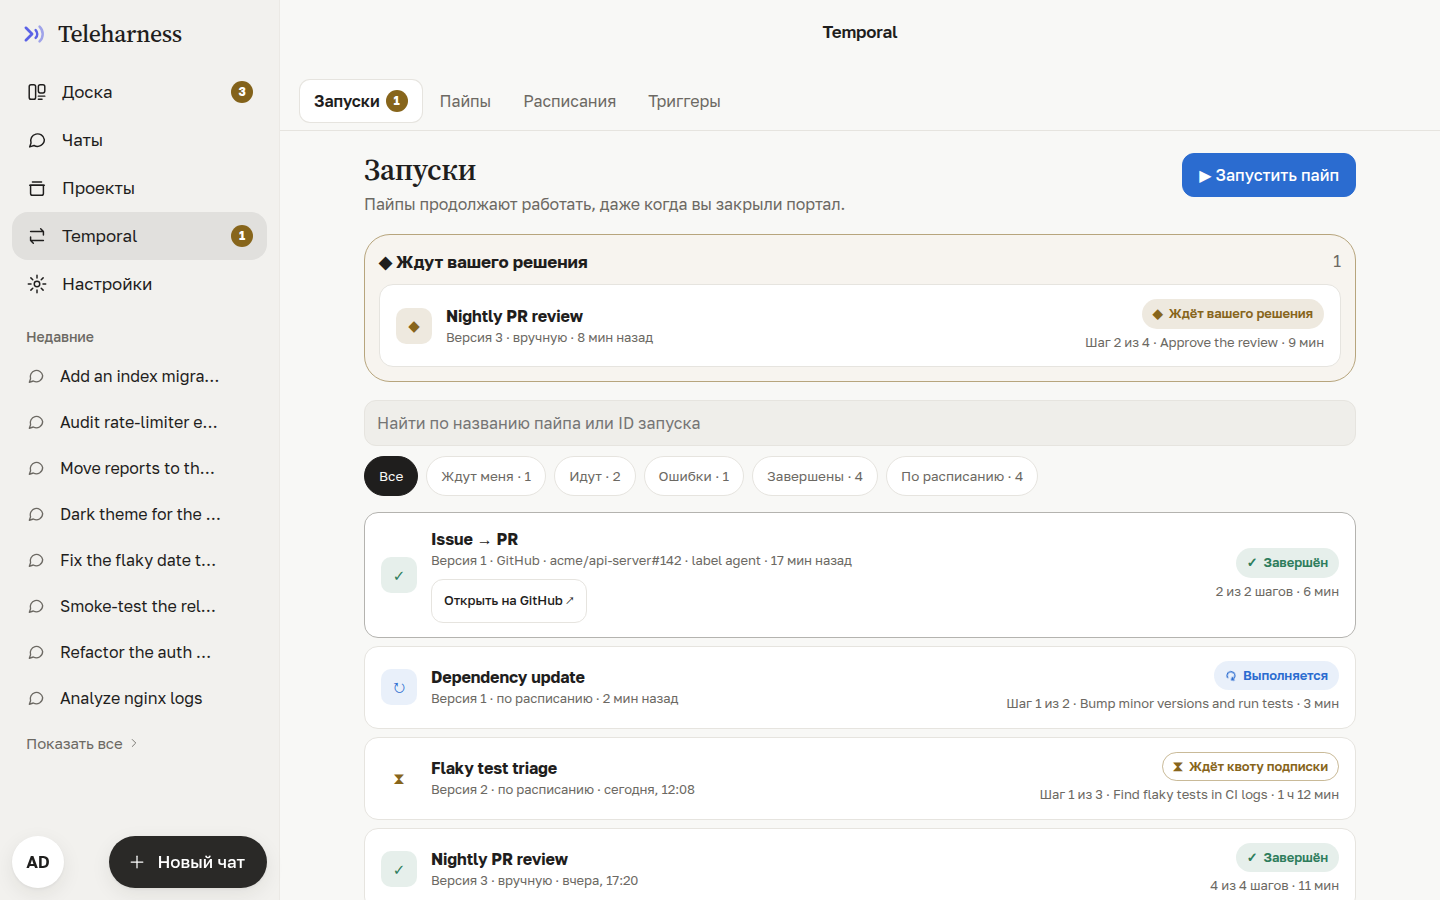 Teleharness
Доска 3
Чаты
Проекты
Temporal 1
Настройки
Недавние
Add an index migra...
Audit rate-limiter e...
Move reports to th...
Dark theme for the ...
Fix the flaky date t...
Smoke-test the rel...
Refactor the auth ...
Analyze nginx logs
Показать все
AD
Новый чат
Temporal
Запуски 1
Пайпы
Расписания
Триггеры
Запуски
Пайпы продолжают работать, даже когда вы закрыли портал.
▶ Запустить пайп
◆ Ждут вашего решения 1
Nightly PR review
Версия 3 · вручную · 8 мин назад
◆ Ждёт вашего решения
Шаг 2 из 4 · Approve the review · 9 мин
Найти по названию пайпа или ID запуска
Все
Ждут меня · 1
Идут · 2
Ошибки · 1
Завершены · 4
По расписанию · 4
Issue → PR
Версия 1 · GitHub · acme/api-server#142 · label agent · 17 мин назад
Открыть на GitHub ↗
✓ Завершён
2 из 2 шагов · 6 мин
Dependency update
Версия 1 · по расписанию · 2 мин назад
Выполняется
Шаг 1 из 2 · Bump minor versions and run tests · 3 мин
Flaky test triage
Версия 2 · по расписанию · сегодня, 12:08
⧗ Ждёт квоту подписки
Шаг 1 из 3 · Find flaky tests in CI logs · 1 ч 12 мин
Nightly PR review
Версия 3 · вручную · вчера, 17:20
✓ Завершён
4 из 4 шагов · 11 мин